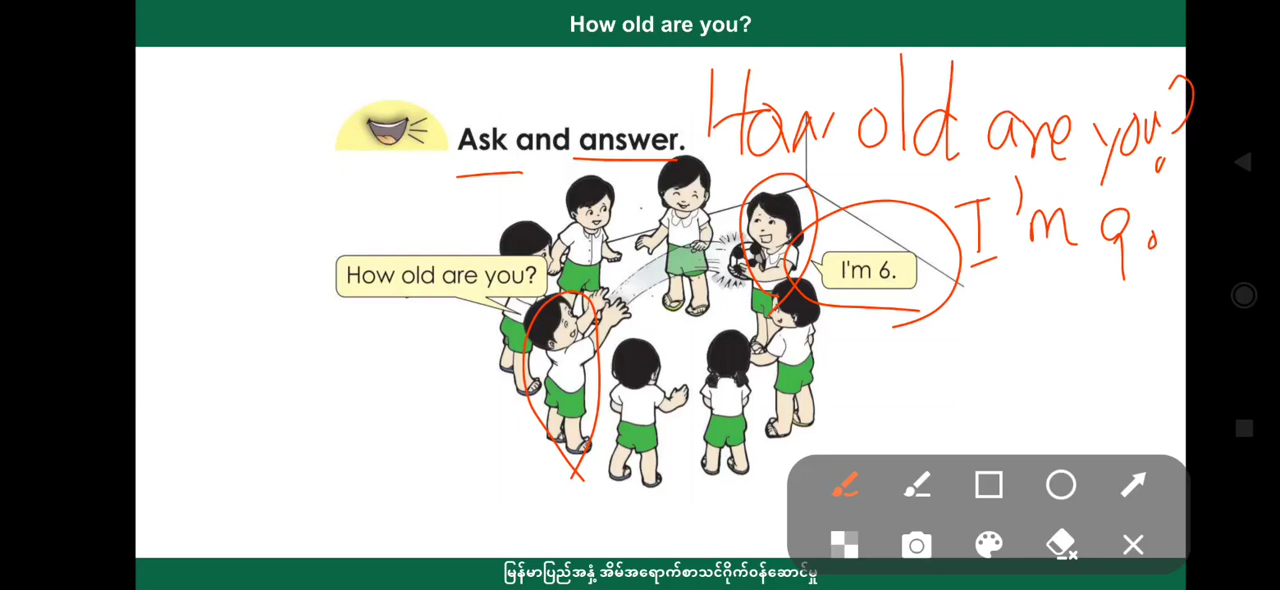 How old are you?
Ask and answer.
How old are you?
I'm 9.
How old are you?
I'm 6.
မြန်မာပြည်အနှံ့ အိမ်အရောက်စာသင်ဂိုက်ဝန်ဆောင်မှု